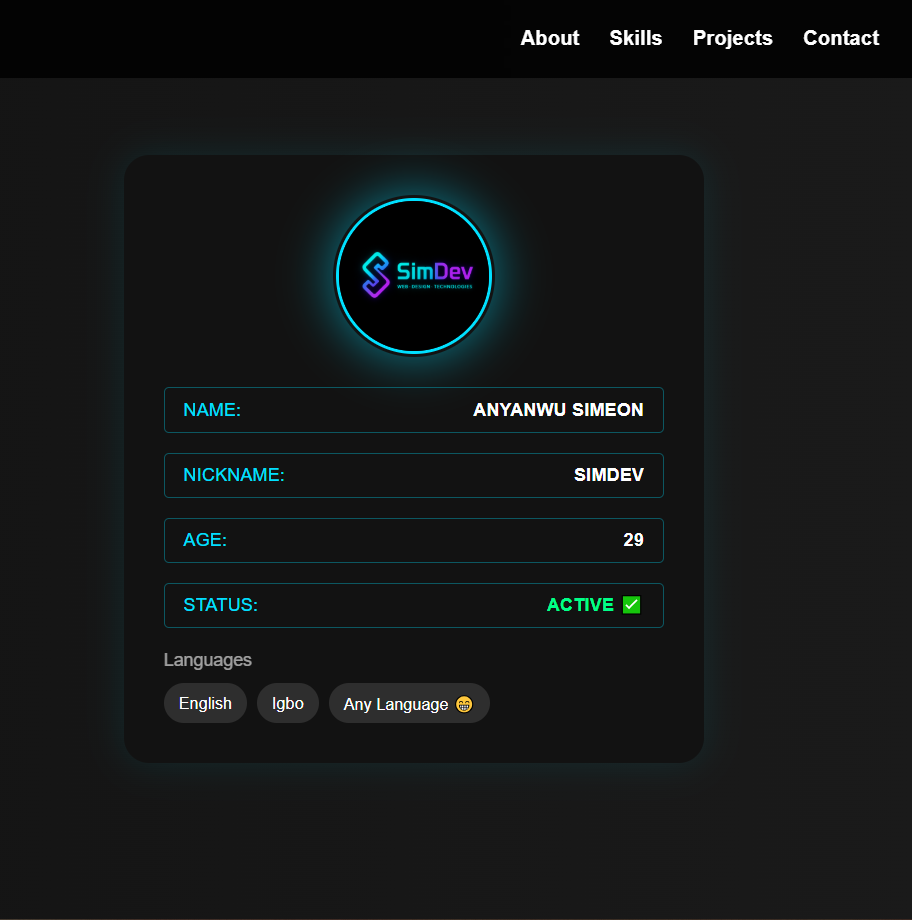 About Skills Projects Contact
SimDev
WEB DESIGN TECHNOLOGIES
NAME: ANYANWU SIMEON
NICKNAME: SIMDEV
AGE: 29
STATUS: ACTIVE ✅
Languages
English Igbo Any Language 😁